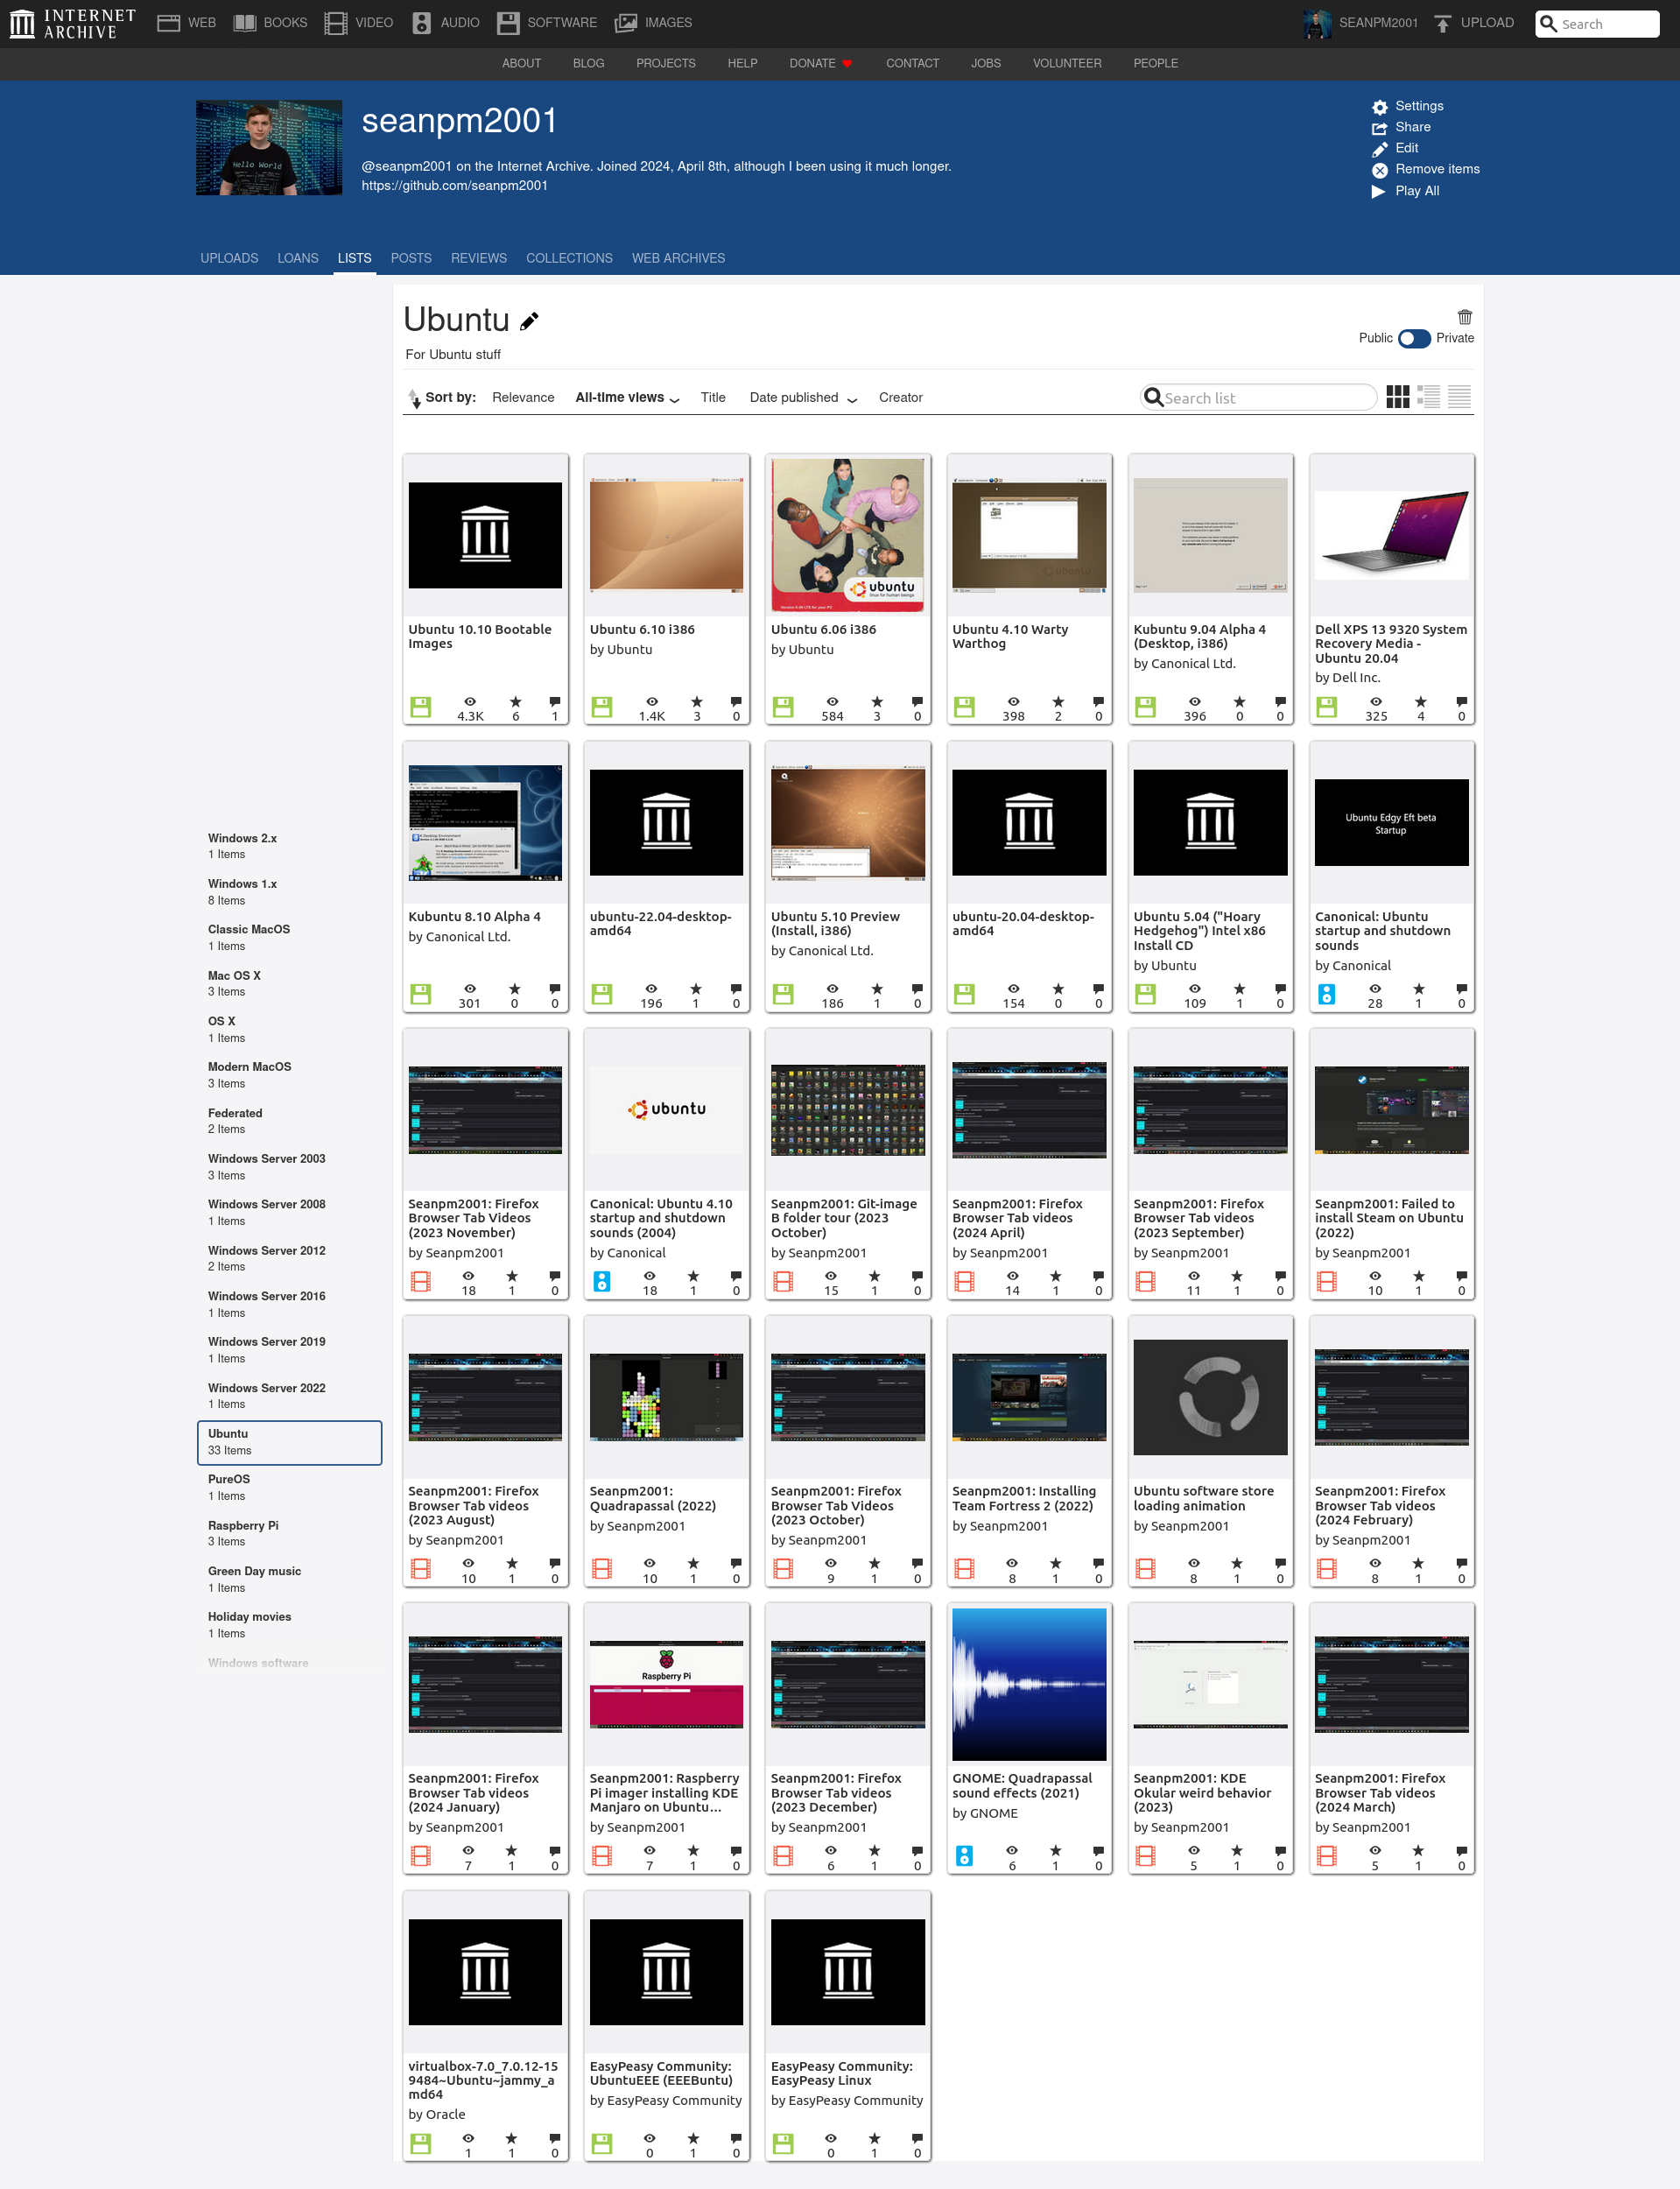 INTERNET ARCHIVE
WEB BOOKS VIDEO AUDIO SOFTWARE IMAGES SEANPM2001 UPLOAD Search
ABOUT BLOG PROJECTS HELP DONATE CONTACT JOBS VOLUNTEER PEOPLE
Hello World
seanpm2001
@seanpm2001 on the Internet Archive. Joined 2024, April 8th, although I been using it much longer.
https://github.com/seanpm2001
Settings
Share
Edit
Remove items
Play All
UPLOADS LOANS LISTS POSTS REVIEWS COLLECTIONS WEB ARCHIVES
Windows 2.x
1 Items
Windows 1.x
8 Items
Classic MacOS
1 Items
Mac OS X
3 Items
OS X
1 Items
Modern MacOS
3 Items
Federated
2 Items
Windows Server 2003
3 Items
Windows Server 2008
1 Items
Windows Server 2012
2 Items
Windows Server 2016
1 Items
Windows Server 2019
1 Items
Windows Server 2022
1 Items
Ubuntu
33 Items
PureOS
1 Items
Raspberry Pi
3 Items
Green Day music
1 Items
Holiday movies
1 Items
Windows software
Ubuntu
For Ubuntu stuff
Public Private
Sort by: Relevance All-time views Title Date published Creator
Search list
Ubuntu 10.10 Bootable
Images
4.3K 6 1
Ubuntu 6.10 i386
by Ubuntu
1.4K 3 0
ubuntu
linux for human beings
Version 6.06 LTS for your PC
Ubuntu 6.06 i386
by Ubuntu
584 3 0
ubuntu
Ubuntu 4.10 Warty
Warthog
398 2 0
Kubuntu 9.04 Alpha 4
(Desktop, i386)
by Canonical Ltd.
396 0 0
Dell XPS 13 9320 System
Recovery Media -
Ubuntu 20.04
by Dell Inc.
325 4 0
Kubuntu 8.10 Alpha 4
by Canonical Ltd.
301 0 0
ubuntu-22.04-desktop-
amd64
196 1 0
Ubuntu 5.10 Preview
(Install, i386)
by Canonical Ltd.
186 1 0
ubuntu-20.04-desktop-
amd64
154 0 0
Ubuntu 5.04 ("Hoary
Hedgehog") Intel x86
Install CD
by Ubuntu
109 1 0
Ubuntu Edgy Eft beta
Startup
Canonical: Ubuntu
startup and shutdown
sounds
by Canonical
28 1 0
Seanpm2001: Firefox
Browser Tab Videos
(2023 November)
by Seanpm2001
18 1 0
ubuntu
Canonical: Ubuntu 4.10
startup and shutdown
sounds (2004)
by Canonical
18 1 0
Seanpm2001: Git-image
B folder tour (2023
October)
by Seanpm2001
15 1 0
Seanpm2001: Firefox
Browser Tab videos
(2024 April)
by Seanpm2001
14 1 0
Seanpm2001: Firefox
Browser Tab videos
(2023 September)
by Seanpm2001
11 1 0
Seanpm2001: Failed to
install Steam on Ubuntu
(2022)
by Seanpm2001
10 1 0
Seanpm2001: Firefox
Browser Tab videos
(2023 August)
by Seanpm2001
10 1 0
Seanpm2001:
Quadrapassal (2022)
by Seanpm2001
10 1 0
Seanpm2001: Firefox
Browser Tab Videos
(2023 October)
by Seanpm2001
9 1 0
Seanpm2001: Installing
Team Fortress 2 (2022)
by Seanpm2001
8 1 0
Ubuntu software store
loading animation
by Seanpm2001
8 1 0
Seanpm2001: Firefox
Browser Tab videos
(2024 February)
by Seanpm2001
8 1 0
Seanpm2001: Firefox
Browser Tab videos
(2024 January)
by Seanpm2001
7 1 0
Raspberry Pi
Seanpm2001: Raspberry
Pi imager installing KDE
Manjaro on Ubuntu...
by Seanpm2001
7 1 0
Seanpm2001: Firefox
Browser Tab videos
(2023 December)
by Seanpm2001
6 1 0
GNOME: Quadrapassal
sound effects (2021)
by GNOME
6 1 0
Seanpm2001: KDE
Okular weird behavior
(2023)
by Seanpm2001
5 1 0
Seanpm2001: Firefox
Browser Tab videos
(2024 March)
by Seanpm2001
5 1 0
virtualbox-7.0_7.0.12-15
9484~Ubuntu~jammy_a
md64
by Oracle
1 1 0
EasyPeasy Community:
UbuntuEEE (EEEBuntu)
by EasyPeasy Community
0 1 0
EasyPeasy Community:
EasyPeasy Linux
by EasyPeasy Community
0 1 0